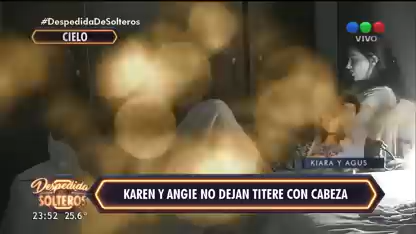 #DespedidaDeSolteros
CIELO
VIVO
KIARA Y AGUS
Despedida
SOLTEROS
KAREN Y ANGIE NO DEJAN TITERE CON CABEZA
23:52 25.6°